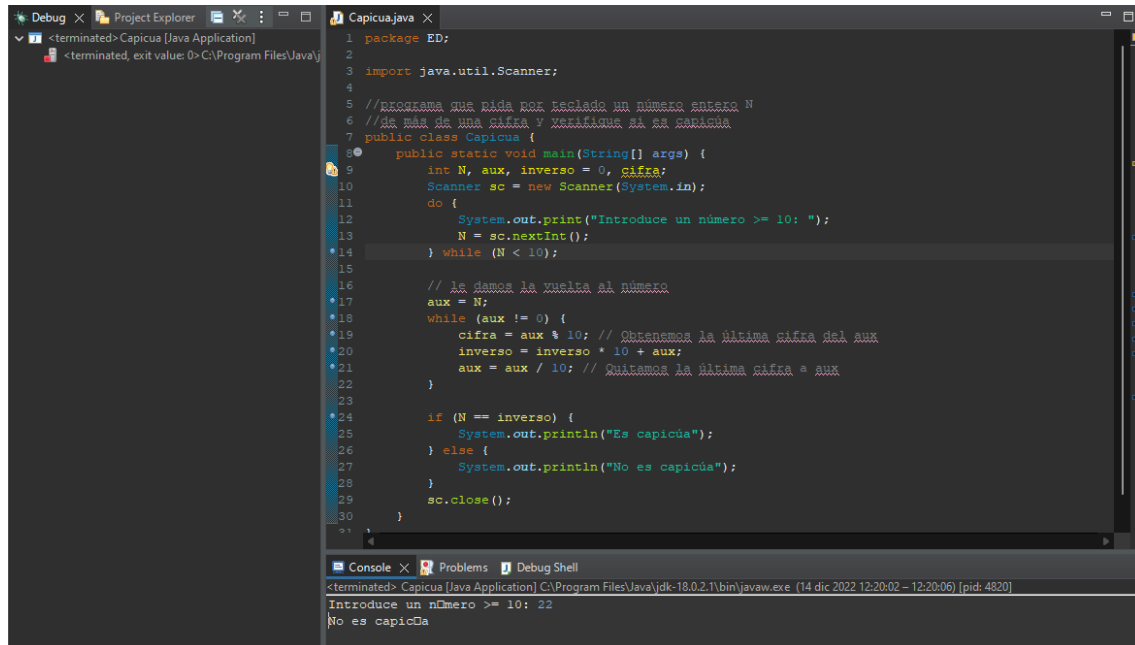 Debug Project Explorer
<terminated>Capicua [Java Application]
<terminated, exit value: 0>C:\Program Files\Java\j
Capicua.java
1 package ED;
2
3 import java.util.Scanner;
4
5 //programa que pida por teclado un número entero N
6 //de más de una cifra y verifique si es capicúa
7 public class Capicua {
8 public static void main(String[] args) {
9 int N, aux, inverso = 0, cifra;
10 Scanner sc = new Scanner(System.in);
11 do {
12 System.out.print("Introduce un número >= 10: ");
13 N = sc.nextInt();
14 } while (N < 10);
15
16 // le damos la vuelta al número
17 aux = N;
18 while (aux != 0) {
19 cifra = aux % 10; // Obtenemos la última cifra del aux
20 inverso = inverso * 10 + aux;
21 aux = aux / 10; // Quitamos la última cifra a aux
22 }
23
24 if (N == inverso) {
25 System.out.println("Es capicúa");
26 } else {
27 System.out.println("No es capicúa");
28 }
29 sc.close();
30 }
31 }
Console Problems Debug Shell
<terminated> Capicua [Java Application] C:\Program Files\Java\jdk-18.0.2.1\bin\javaw.exe (14 dic 2022 12:20:02 – 12:20:06) [pid: 4820]
Introduce un n□mero >= 10: 22
No es capic□a